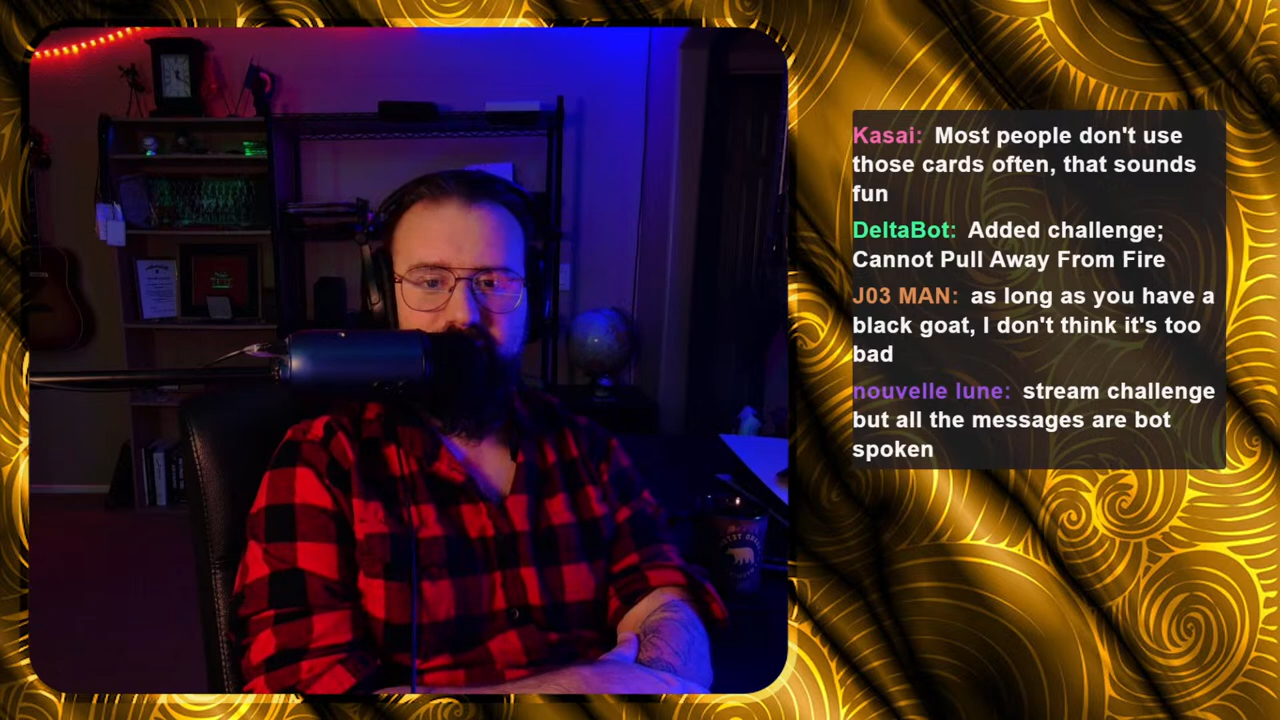 Kasai: Most people don't use
those cards often, that sounds
fun
DeltaBot: Added challenge;
Cannot Pull Away From Fire
J03 MAN: as long as you have a
black goat, I don't think it's too
bad
nouvelle lune: stream challenge
but all the messages are bot
spoken